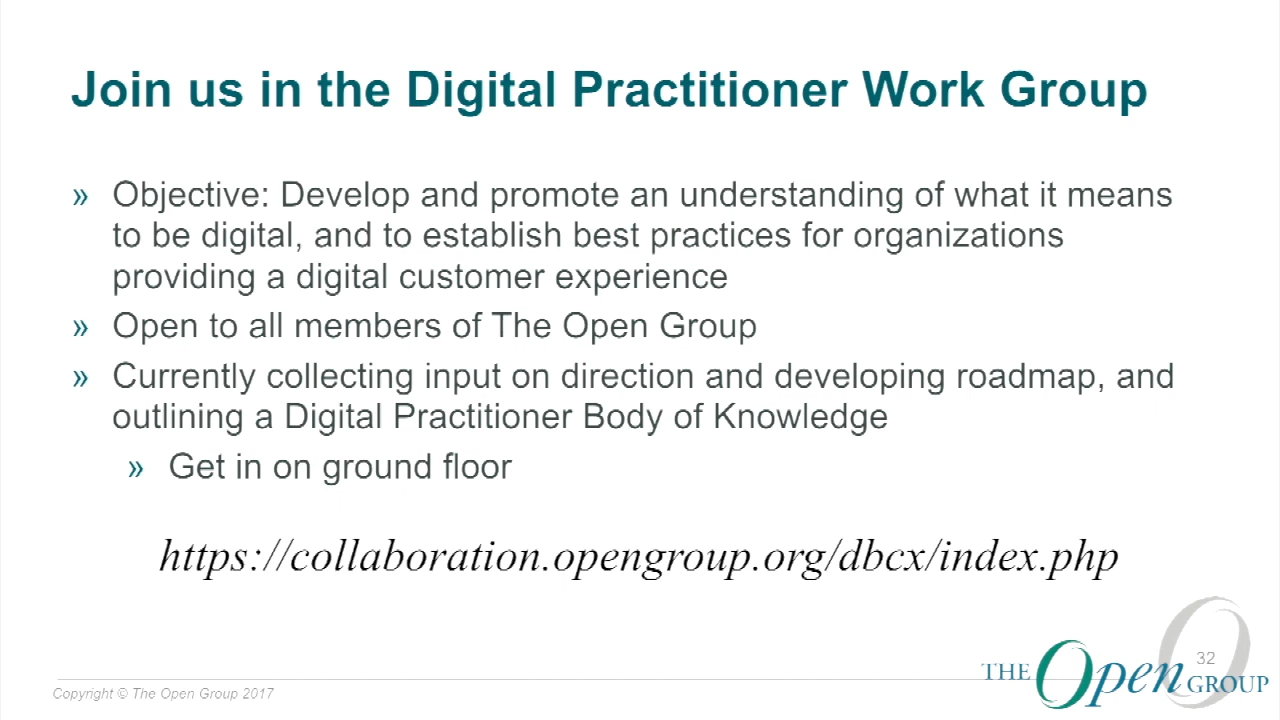 Join us in the Digital Practitioner Work Group
» Objective: Develop and promote an understanding of what it means
to be digital, and to establish best practices for organizations
providing a digital customer experience
» Open to all members of The Open Group
» Currently collecting input on direction and developing roadmap, and
outlining a Digital Practitioner Body of Knowledge
» Get in on ground floor
https://collaboration.opengroup.org/dbcx/index.php
32
THE Open GROUP
Copyright © The Open Group 2017